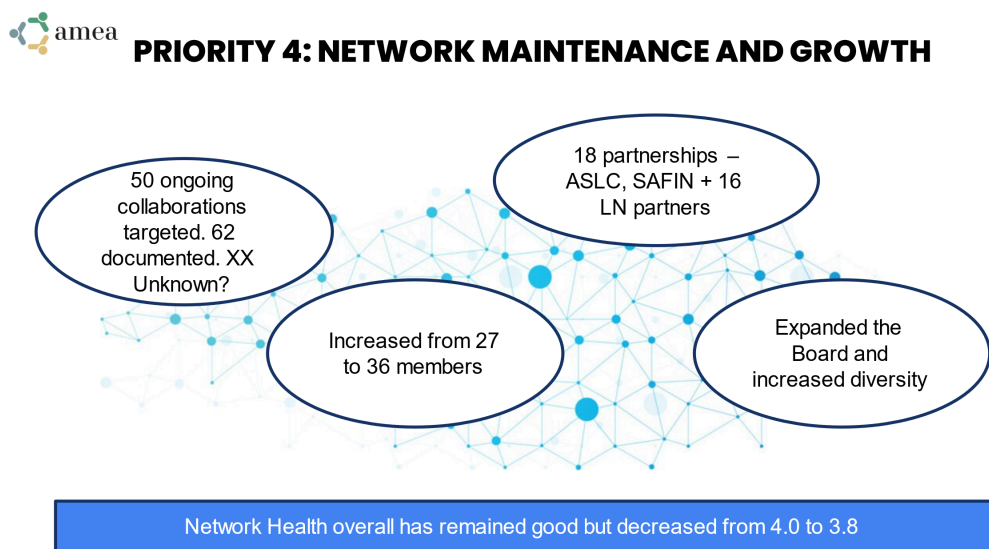 amea
PRIORITY 4: NETWORK MAINTENANCE AND GROWTH
50 ongoing
collaborations
targeted. 62
documented. XX
Unknown?
18 partnerships –
ASLC, SAFIN + 16
LN partners
Increased from 27
to 36 members
Expanded the
Board and
increased diversity
Network Health overall has remained good but decreased from 4.0 to 3.8